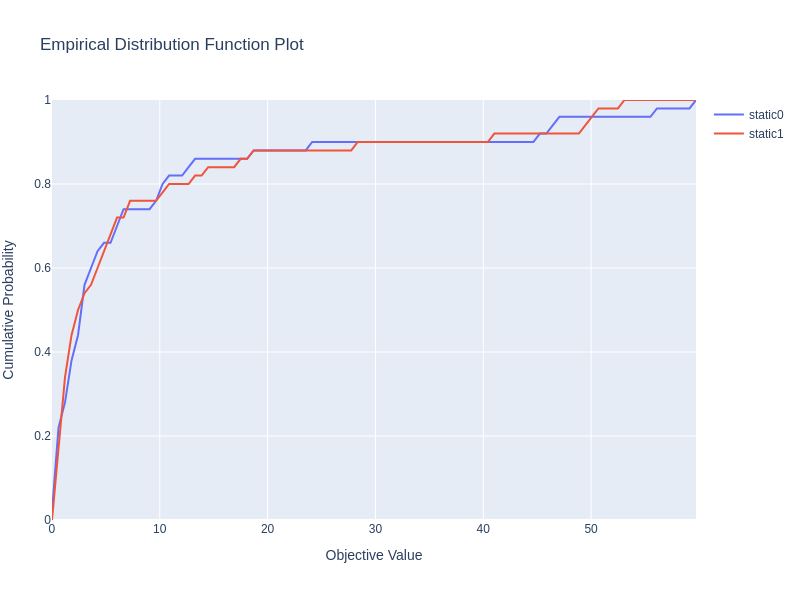 Empirical Distribution Function Plot
static0
static1
Cumulative Probability
1
0.8
0.6
0.4
0.2
0
0 10 20 30 40 50
Objective Value